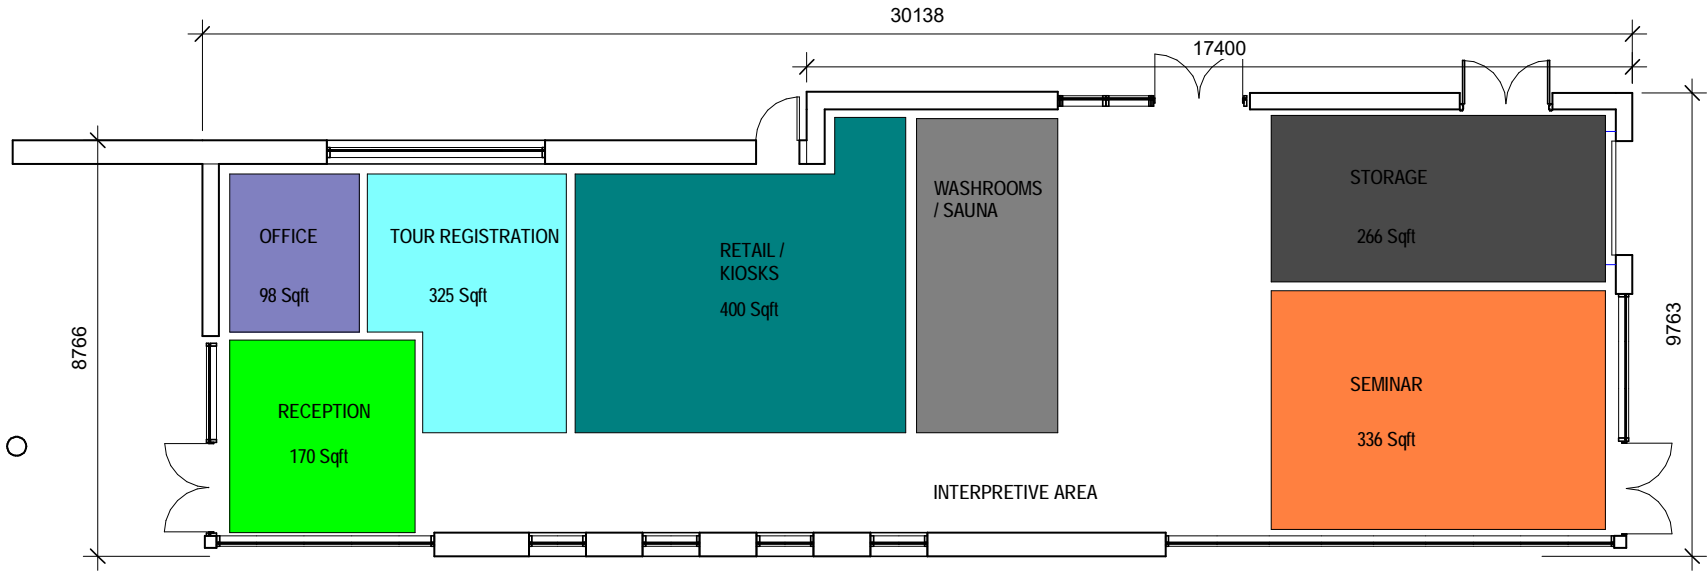 30138
17400
OFFICE
98 Sqft
TOUR REGISTRATION
325 Sqft
RETAIL /
KIOSKS
400 Sqft
WASHROOMS
/ SAUNA
STORAGE
266 Sqft
8766
9763
RECEPTION
170 Sqft
SEMINAR
336 Sqft
INTERPRETIVE AREA